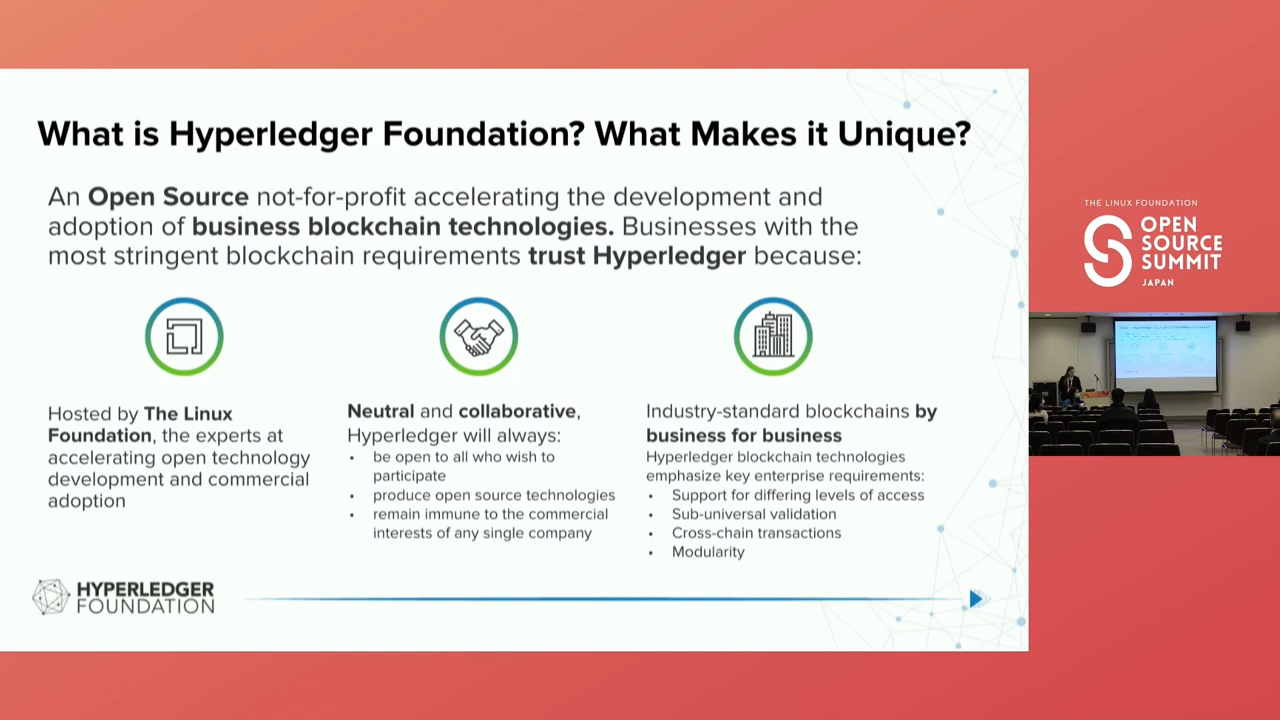 What is Hyperledger Foundation? What Makes it Unique?
An Open Source not-for-profit accelerating the development and
adoption of business blockchain technologies. Businesses with the
most stringent blockchain requirements trust Hyperledger because:
Hosted by The Linux
Foundation, the experts at
accelerating open technology
development and commercial
adoption
Neutral and collaborative,
Hyperledger will always:
• be open to all who wish to
participate
• produce open source technologies
• remain immune to the commercial
interests of any single company
Industry-standard blockchains by
business for business
Hyperledger blockchain technologies
emphasize key enterprise requirements:
• Support for differing levels of access
• Sub-universal validation
• Cross-chain transactions
• Modularity
HYPERLEDGER
FOUNDATION
THE LINUX FOUNDATION
OPEN
SOURCE
SUMMIT
JAPAN